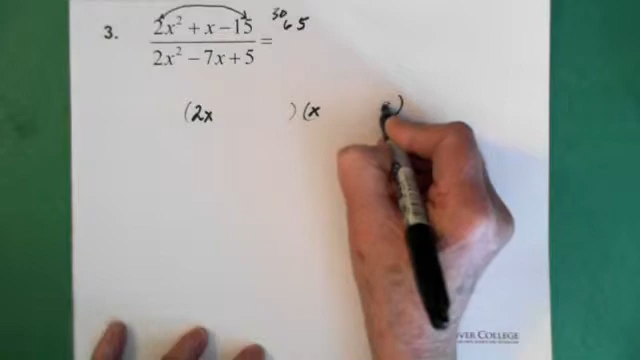 3. (2x² + x − 15)/(2x² − 7x + 5) =
30
6 5
(2x ) (x )
VER COLLEGE